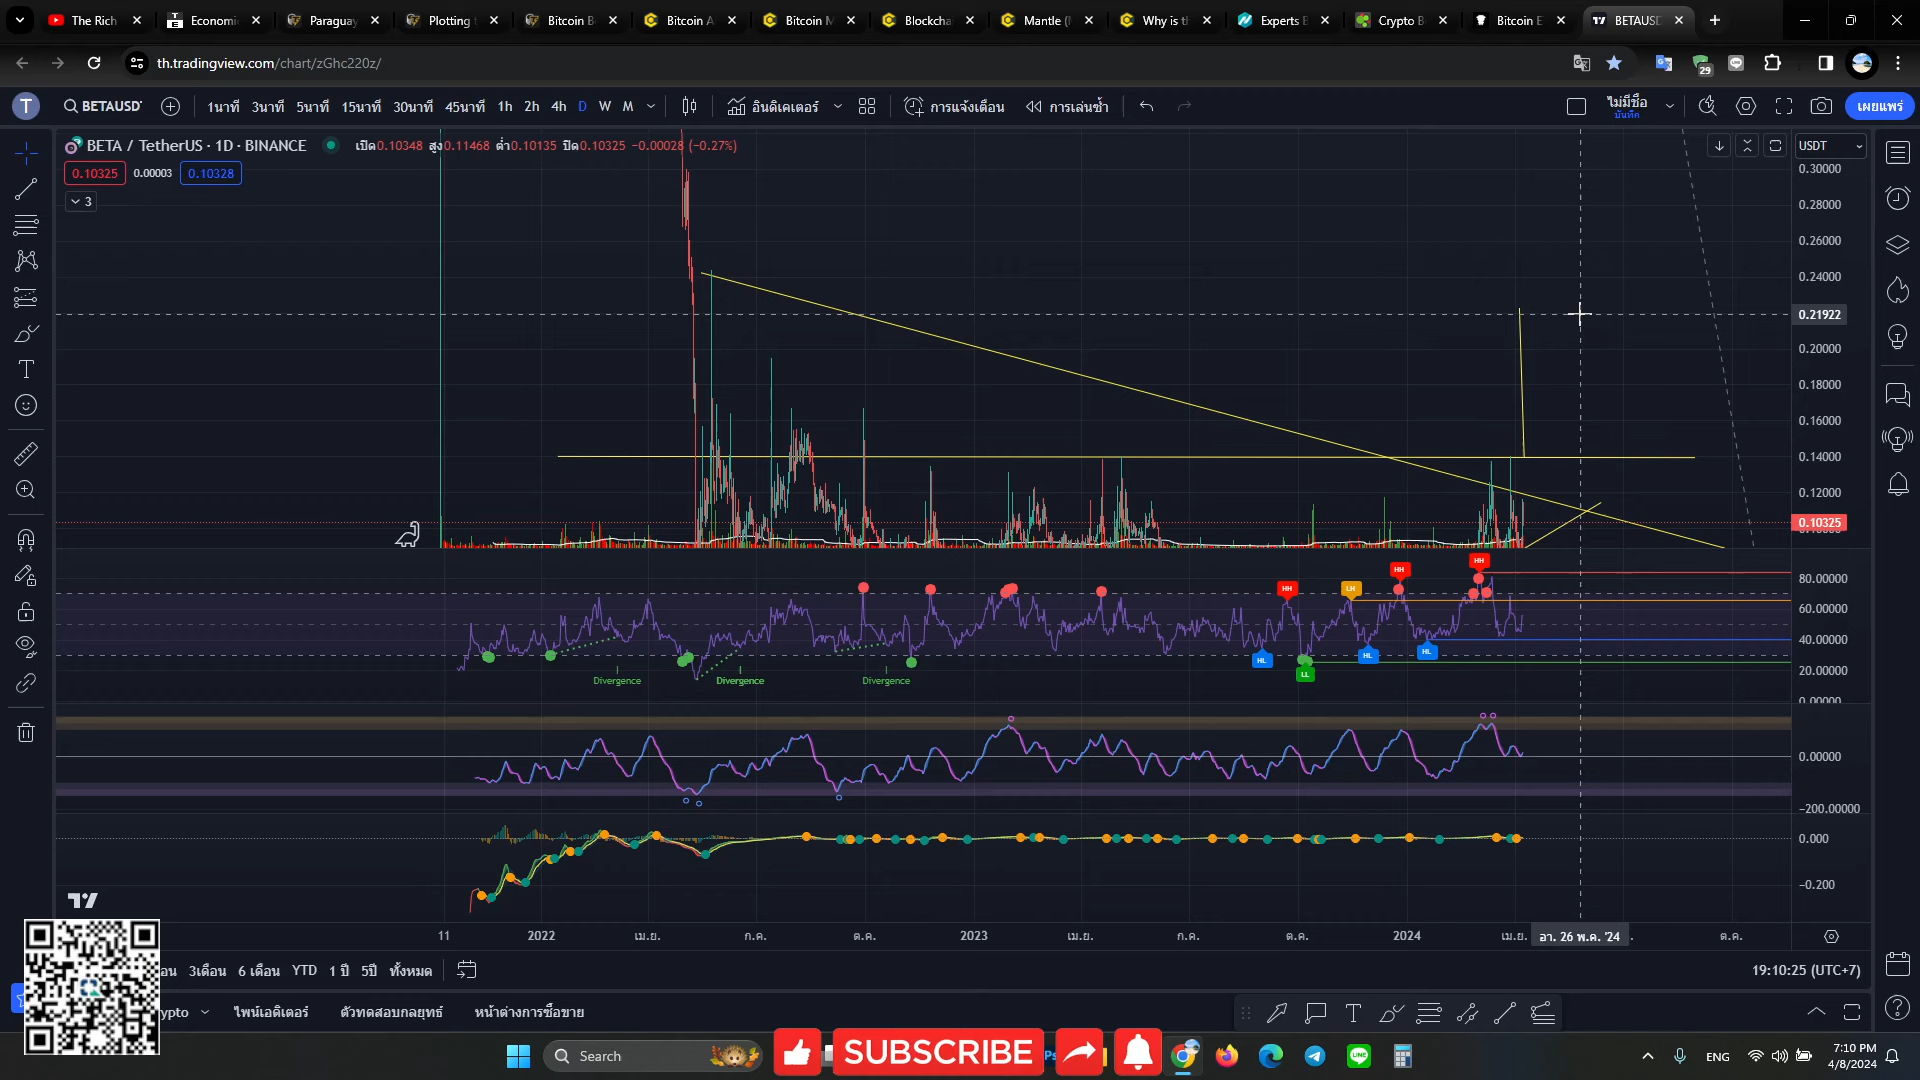 The Rich
Economi
Paragua
Plotting
Bitcoin B
Bitcoin A
Bitcoin M
Blockcha
Mantle (
Why is th
Experts B
Crypto B
Bitcoin E
BETAUSD
th.tradingview.com/chart/zGhc220z/
29
T
BETAUSD
1นาที
3นาที
5นาที
15นาที
30นาที
45นาที
1h
2h
4h
D
W
M
อินดิเคเตอร์
การแจ้งเตือน
การเล่นซ้ำ
ไม่มีชื่อ
บันทึก
เผยแพร่
BETA / TetherUS · 1D · BINANCE
เปิด0.10348 สูง0.11468 ต่ำ0.10135 ปิด0.10325 −0.00028 (−0.27%)
0.10325
0.00003
0.10328
3
USDT
0.30000
0.28000
0.26000
0.24000
0.21922
0.20000
0.18000
0.16000
0.14000
0.12000
0.10325
80.00000
60.00000
40.00000
20.00000
0.00000
HH
LH
HH
HH
HL
LL
HL
HL
Divergence
Divergence
Divergence
0.00000
−200.00000
0.000
−0.200
11
2022
เม.ย.
ก.ค.
ต.ค.
2023
เม.ย.
ก.ค.
ต.ค.
2024
เม.ย.
อา. 26 พ.ค. '24
ต.ค.
3เดือน
6 เดือน
YTD
1 ปี
5ปี
ทั้งหมด
19:10:25 (UTC+7)
ypto
ไพน์เอดิเตอร์
ตัวทดสอบกลยุทธ์
หน้าต่างการซื้อขาย
Search
SUBSCRIBE
Ps
LINE
ENG
7:10 PM
4/8/2024